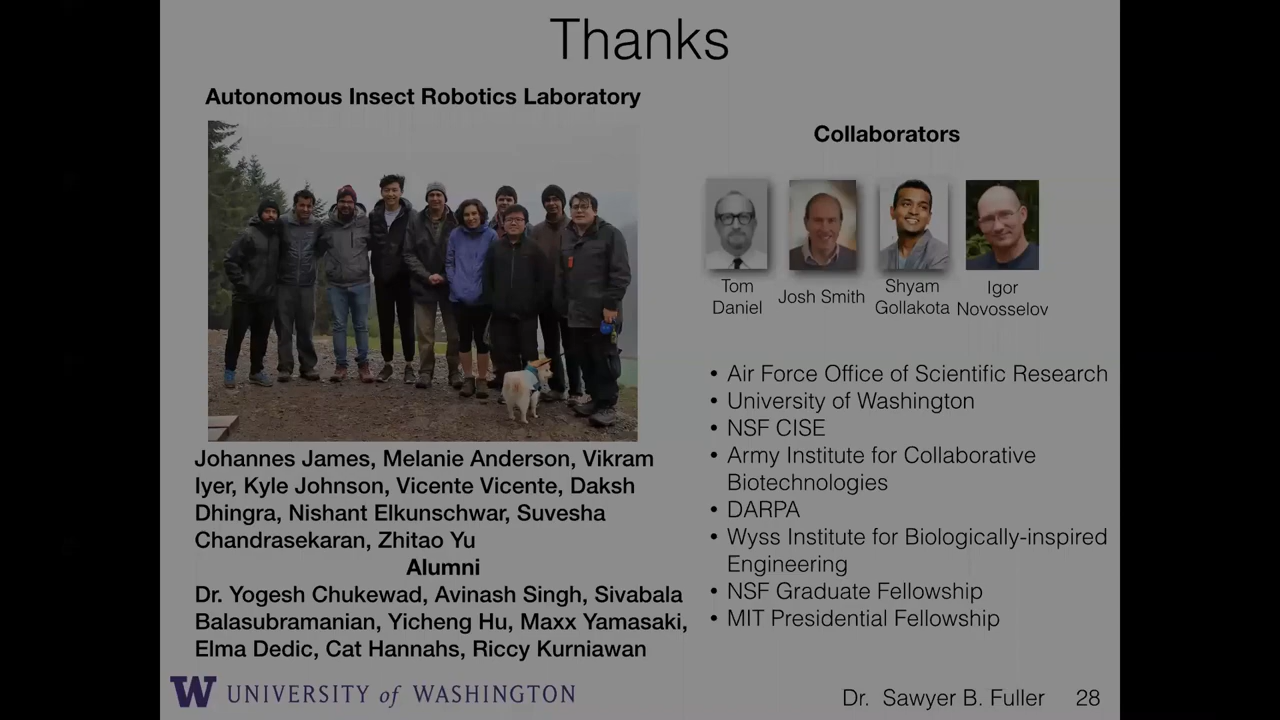 Thanks
Autonomous Insect Robotics Laboratory
Johannes James, Melanie Anderson, Vikram
Iyer, Kyle Johnson, Vicente Vicente, Daksh
Dhingra, Nishant Elkunschwar, Suvesha
Chandrasekaran, Zhitao Yu
Alumni
Dr. Yogesh Chukewad, Avinash Singh, Sivabala
Balasubramanian, Yicheng Hu, Maxx Yamasaki,
Elma Dedic, Cat Hannahs, Riccy Kurniawan
Collaborators
Tom
Daniel
Josh Smith
Shyam
Gollakota
Igor
Novosselov
• Air Force Office of Scientific Research
• University of Washington
• NSF CISE
• Army Institute for Collaborative
Biotechnologies
• DARPA
• Wyss Institute for Biologically-inspired
Engineering
• NSF Graduate Fellowship
• MIT Presidential Fellowship
W UNIVERSITY of WASHINGTON
Dr. Sawyer B. Fuller 28